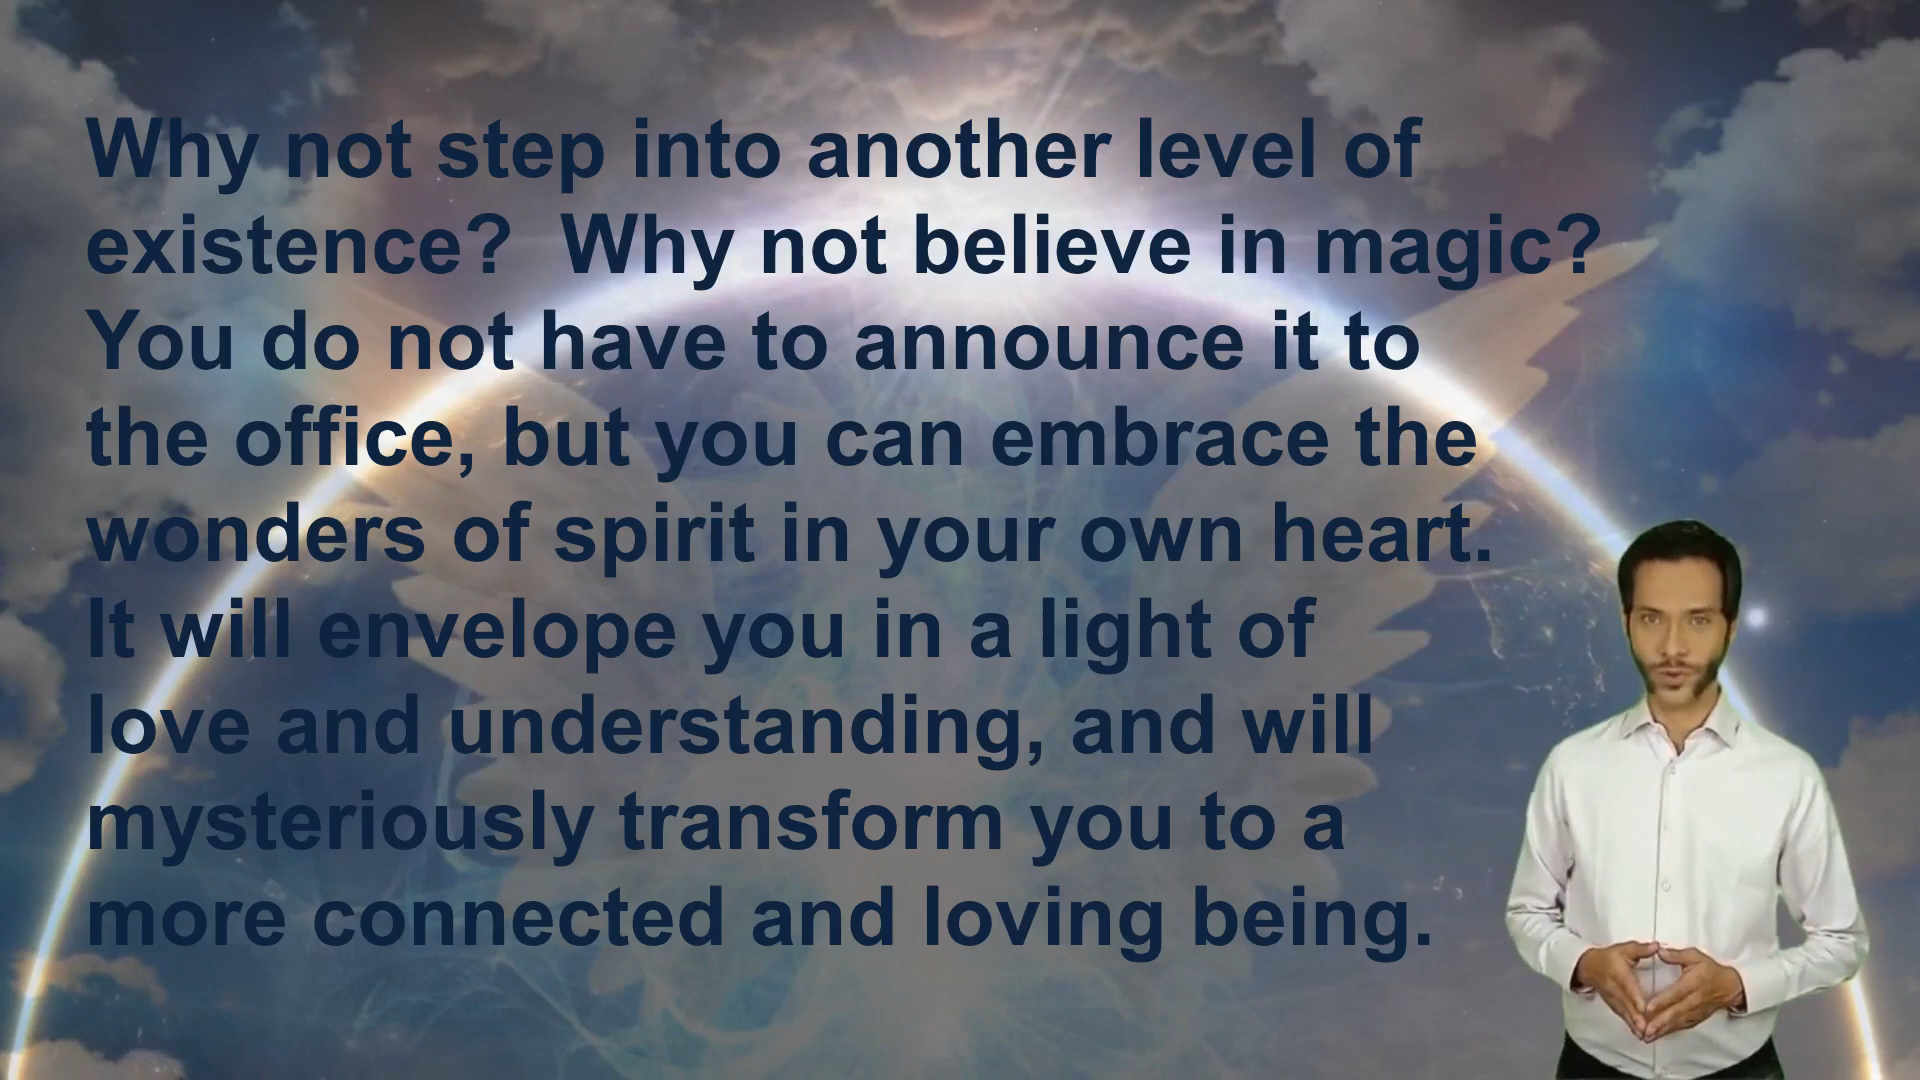 Why not step into another level of
existence?  Why not believe in magic?
You do not have to announce it to
the office, but you can embrace the
wonders of spirit in your own heart.
It will envelope you in a light of
love and understanding, and will
mysteriously transform you to a
more connected and loving being.